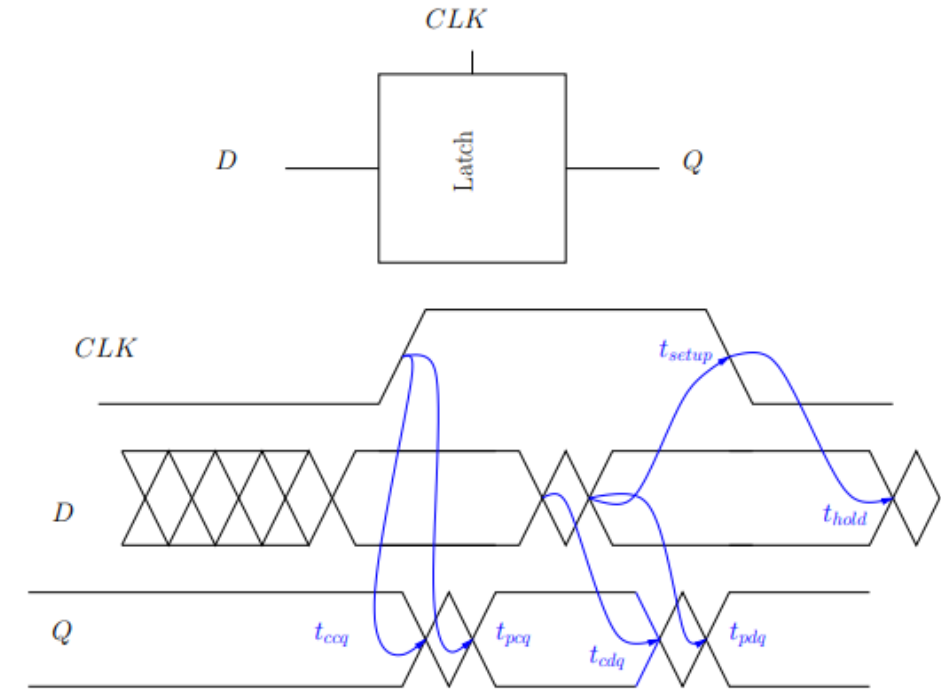 CLK
D
Latch
Q
CLK
t_setup
D
t_hold
Q
t_ccq
t_pcq
t_cdq
t_pdq